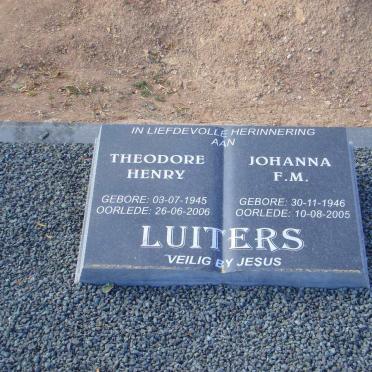 IN LIEFDEVOLLE HERINNERING
AAN
THEODORE
HENRY
GEBORE: 03-07-1945
OORLEDE: 26-06-2006
JOHANNA
F.M.
GEBORE: 30-11-1946
OORLEDE: 10-08-2005
LUITERS
VEILIG BY JESUS